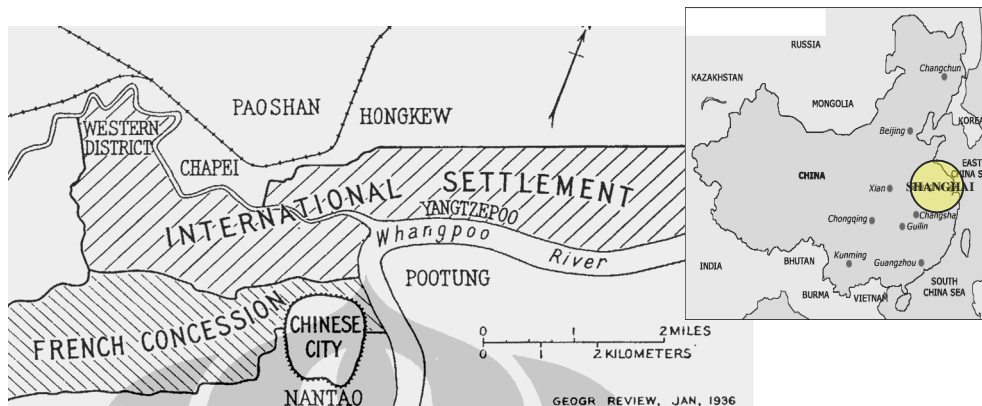 PAOSHAN
HONGKEW
WESTERN
DISTRICT
CHAPEI
INTERNATIONAL SETTLEMENT
YANGTZEPOO
Whangpoo River
POOTUNG
FRENCH CONCESSION
CHINESE
CITY
NANTAO
0 1 2 MILES
0 1 2 KILOMETERS
GEOGR REVIEW, JAN, 1936
RUSSIA
Changchun
KAZAKHSTAN
MONGOLIA
KOREA
Beijing
EAST
CHINA S
CHINA
Xian
SHANGHAI
Changsha
Chongqing
Guilin
Kunming
Guangzhou
INDIA
BHUTAN
BURMA
VIETNAM
SOUTH
CHINA SEA